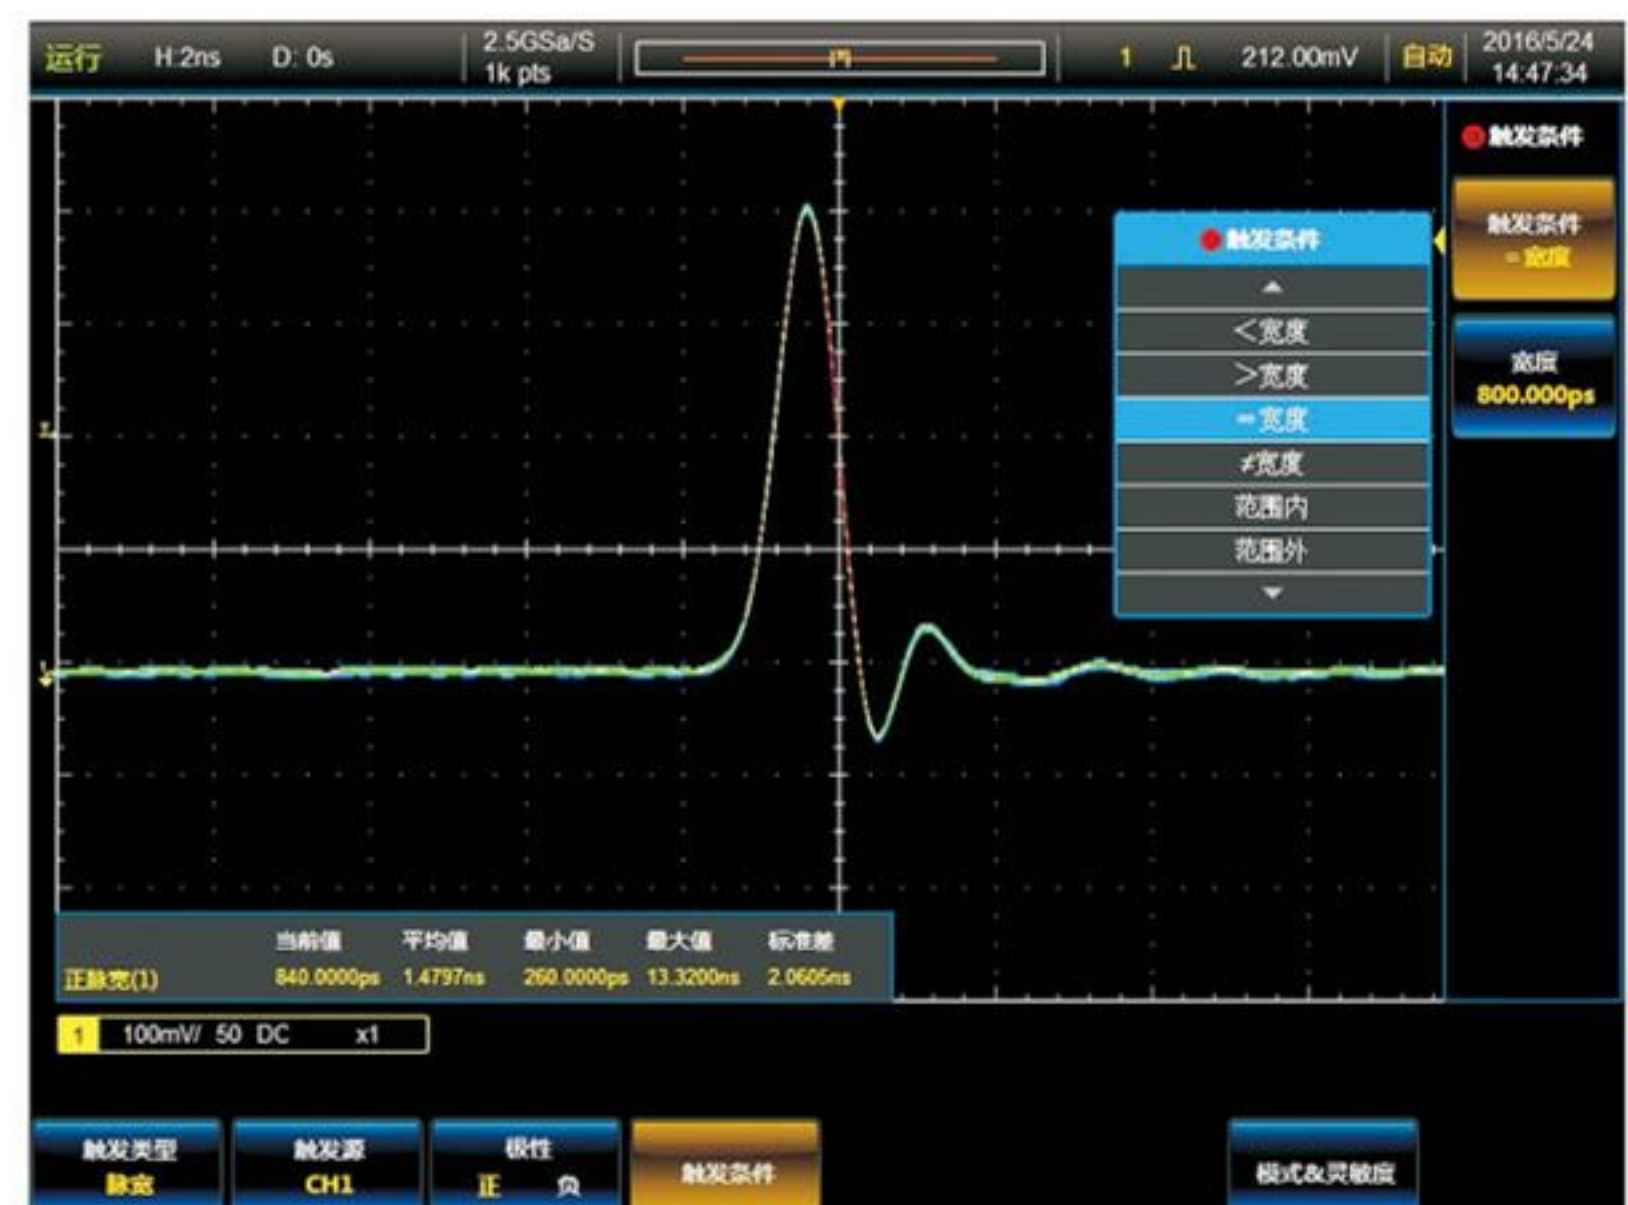 运行 H:2ns D: 0s 2.5GSa/S 1 212.00mV 自动 2016/5/24
1k pts 14:47:34
触发条件
触发条件
=宽度
宽度
800.000ps
触发条件
<宽度
>宽度
=宽度
≠宽度
范围内
范围外
当前值 平均值 最小值 最大值 标准差
正脉宽(1) 840.0000ps 1.4797ns 260.0000ps 13.3200ns 2.0605ns
1 100mV/ 50 DC x1
触发类型
脉宽
触发源
CH1
极性
正 负
触发条件
模式&灵敏度